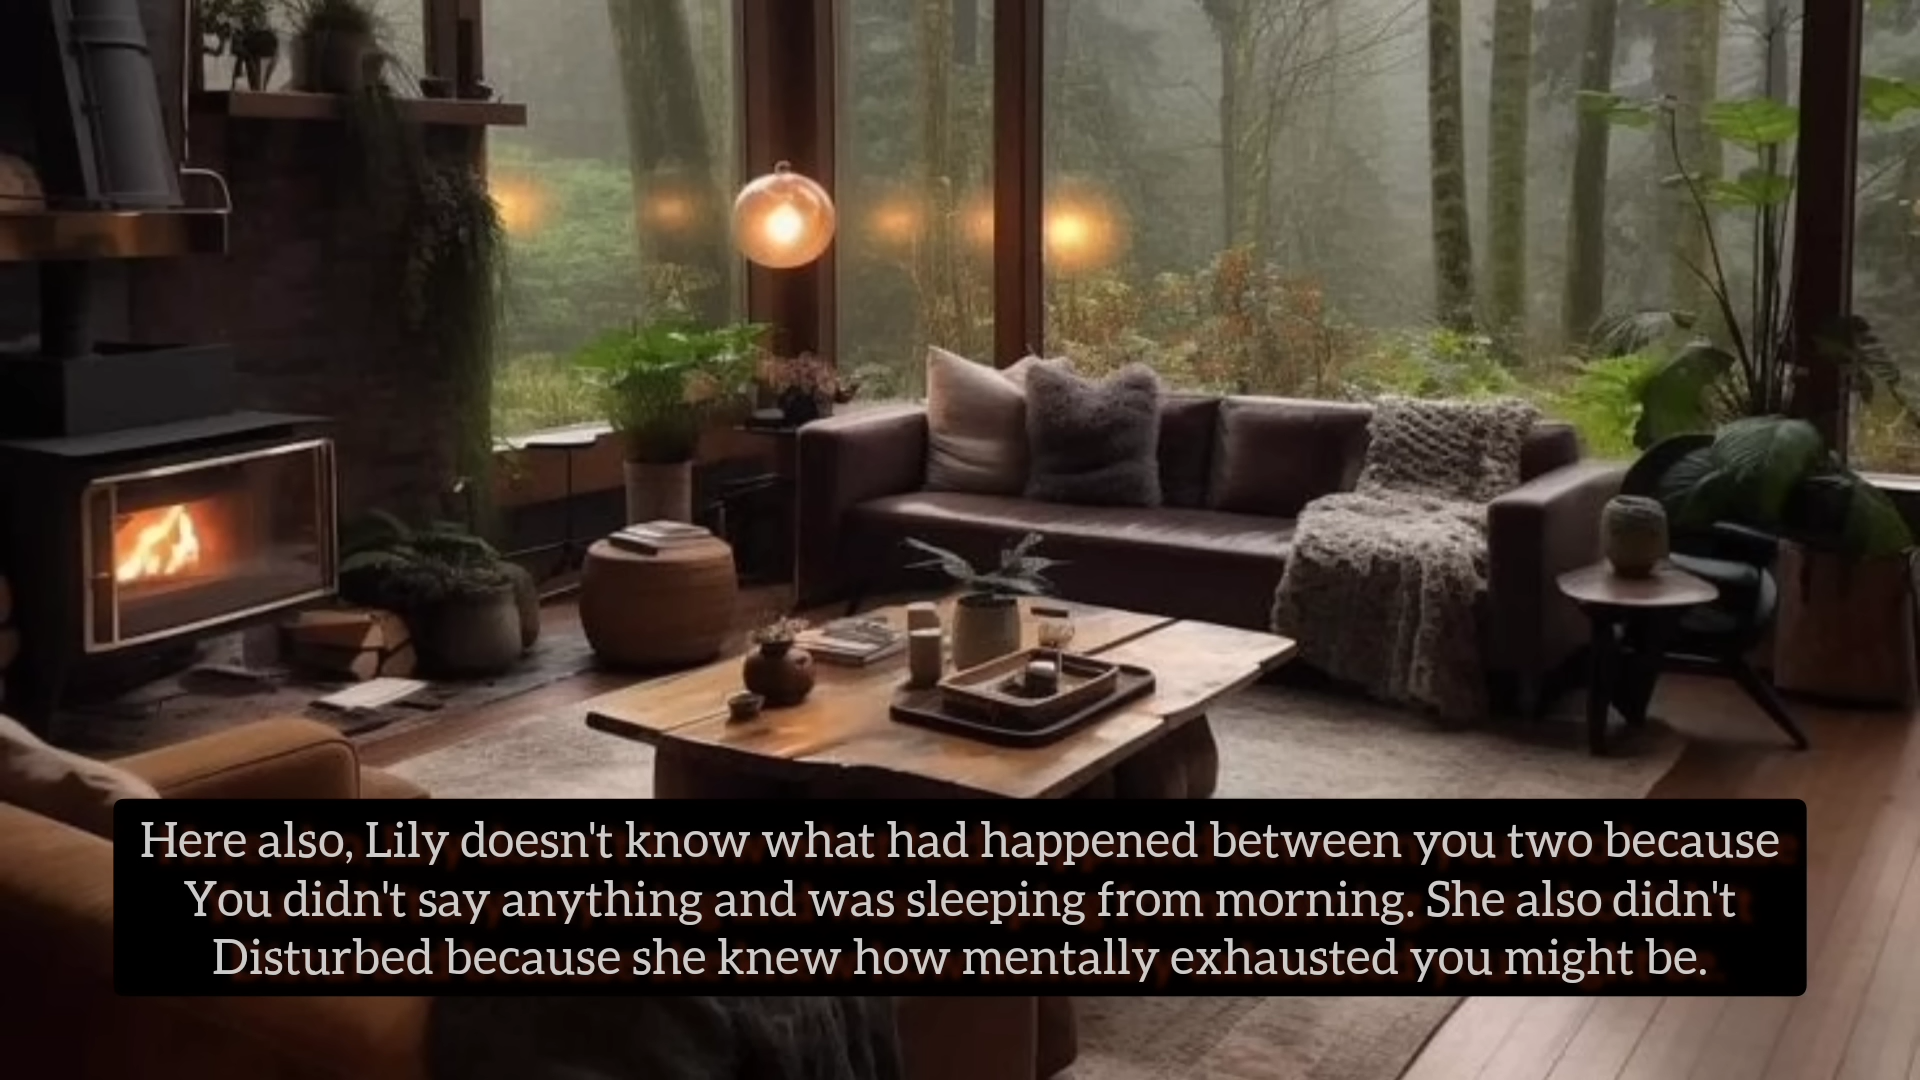 Here also, Lily doesn't know what had happened between you two because
You didn't say anything and was sleeping from morning. She also didn't
Disturbed because she knew how mentally exhausted you might be.